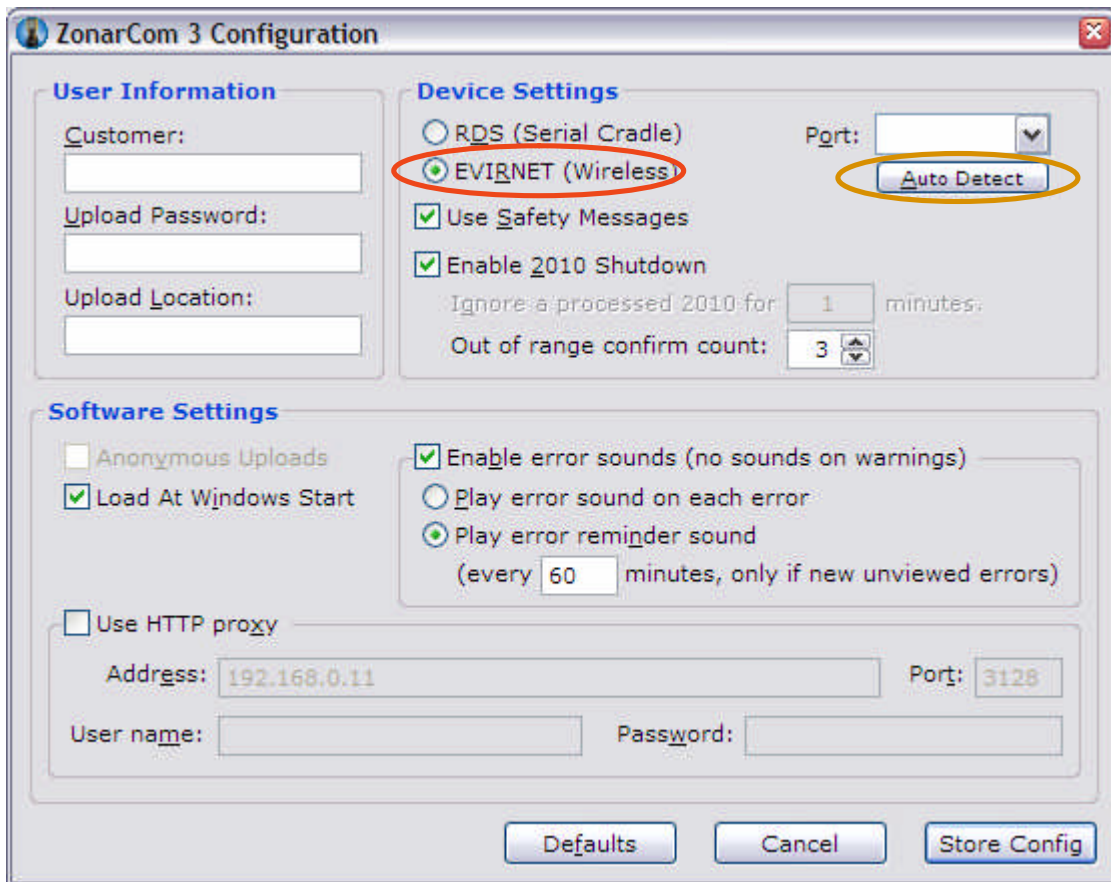 ZonarCom 3 Configuration
User Information
Customer:
Upload Password:
Upload Location:
Device Settings
RDS (Serial Cradle)
Port:
EVIRNET (Wireless)
Auto Detect
Use Safety Messages
Enable 2010 Shutdown
Ignore a processed 2010 for 1 minutes.
Out of range confirm count: 3
Software Settings
Anonymous Uploads
Load At Windows Start
Enable error sounds (no sounds on warnings)
Play error sound on each error
Play error reminder sound
(every 60 minutes, only if new unviewed errors)
Use HTTP proxy
Address: 192.168.0.11 Port: 3128
User name: Password:
Defaults Cancel Store Config